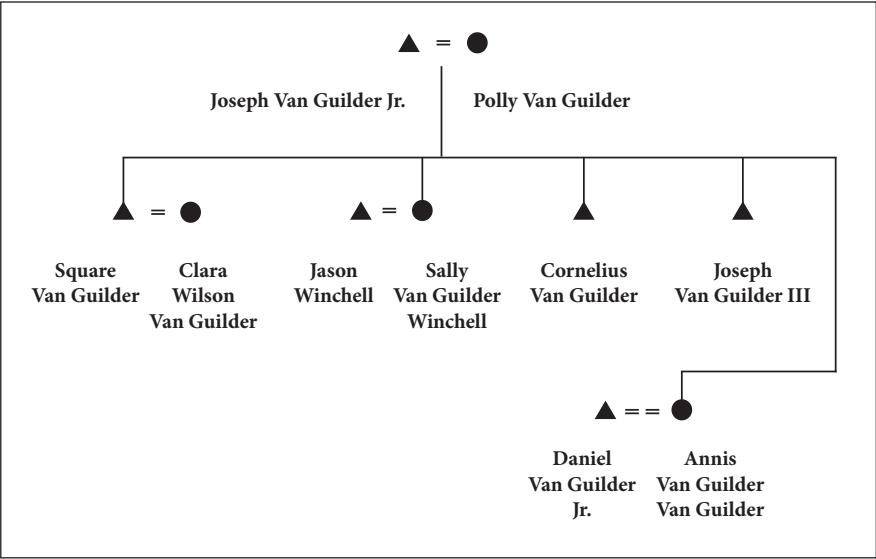 Joseph Van Guilder Jr.
Polly Van Guilder
Square
Van Guilder
Clara
Wilson
Van Guilder
Jason
Winchell
Sally
Van Guilder
Winchell
Cornelius
Van Guilder
Joseph
Van Guilder III
Daniel
Van Guilder
Jr.
Annis
Van Guilder
Van Guilder